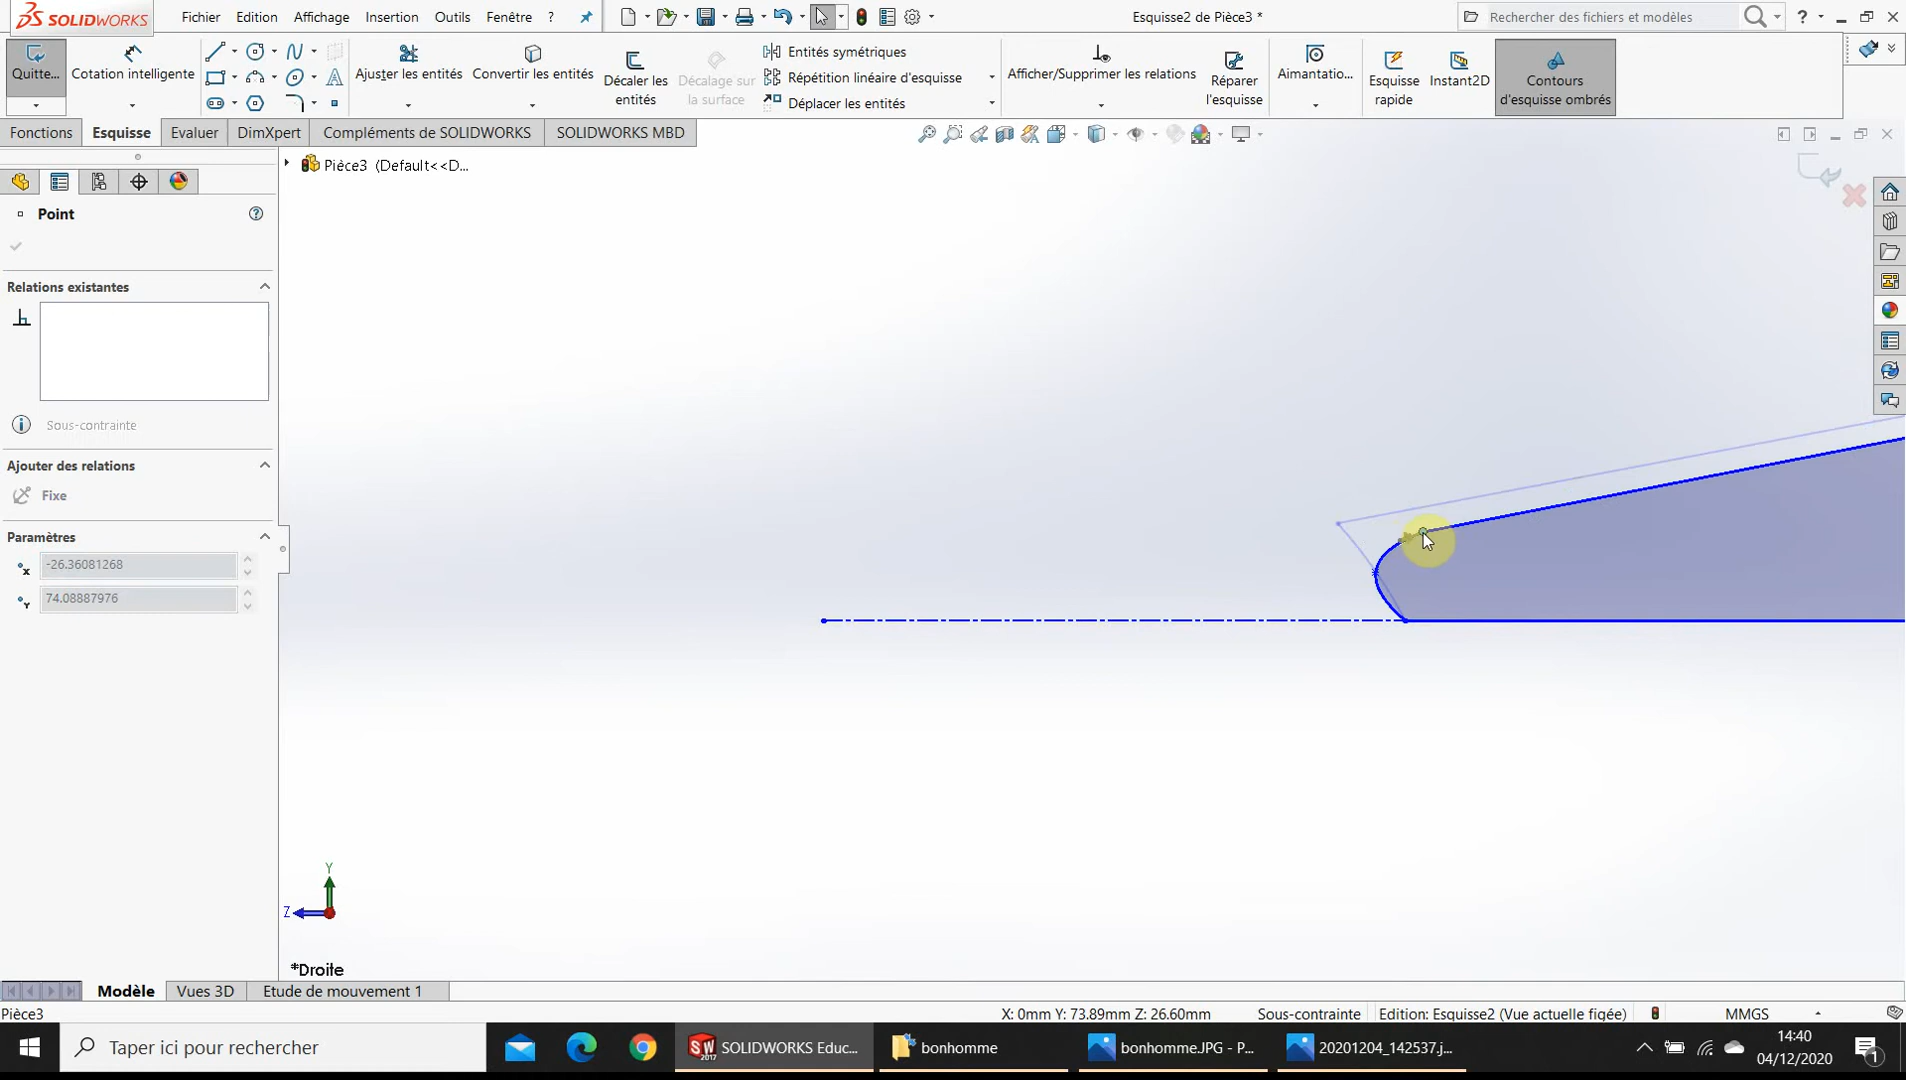 SOLIDWORKS
Fichier
Edition
Affichage
Insertion
Outils
Fenêtre
?
Esquisse2 de Pièce3 *
Rechercher des fichiers et modèles
?
Quitte...
Cotation intelligente
Ajuster les entités
Convertir les entités
Décaler les
entités
Décalage sur
la surface
Entités symétriques
Répétition linéaire d'esquisse
Déplacer les entités
Afficher/Supprimer les relations
Réparer
l'esquisse
Aimantatio...
Esquisse
rapide
Instant2D
Contours
d'esquisse ombrés
Fonctions
Esquisse
Evaluer
DimXpert
Compléments de SOLIDWORKS
SOLIDWORKS MBD
Pièce3 (Default<<D...
Point
Relations existantes
Sous-contrainte
Ajouter des relations
Fixe
Paramètres
-26.36081268
74.08887976
Y
Z
*Droite
Modèle
Vues 3D
Etude de mouvement 1
Pièce3
X: 0mm Y: 73.89mm Z: 26.60mm
Sous-contrainte
Edition: Esquisse2 (Vue actuelle figée)
MMGS
Taper ici pour rechercher
SW
2017
SOLIDWORKS Educ...
bonhomme
bonhomme.JPG - P...
20201204_142537.j...
14:40
04/12/2020
1